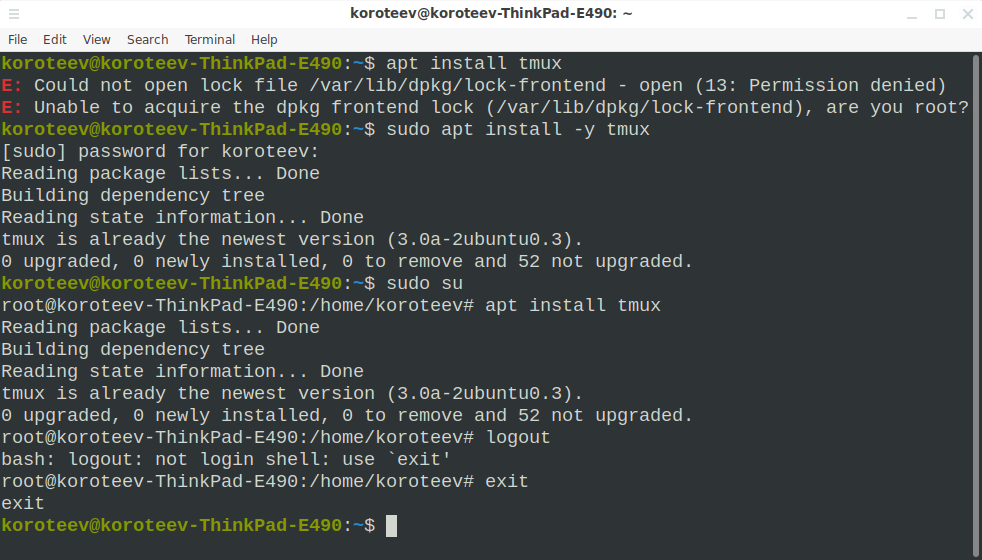 koroteev@koroteev-ThinkPad-E490: ~
File Edit View Search Terminal Help
koroteev@koroteev-ThinkPad-E490:~$ apt install tmux
E: Could not open lock file /var/lib/dpkg/lock-frontend - open (13: Permission denied)
E: Unable to acquire the dpkg frontend lock (/var/lib/dpkg/lock-frontend), are you root?
koroteev@koroteev-ThinkPad-E490:~$ sudo apt install -y tmux
[sudo] password for koroteev:
Reading package lists... Done
Building dependency tree
Reading state information... Done
tmux is already the newest version (3.0a-2ubuntu0.3).
0 upgraded, 0 newly installed, 0 to remove and 52 not upgraded.
koroteev@koroteev-ThinkPad-E490:~$ sudo su
root@koroteev-ThinkPad-E490:/home/koroteev# apt install tmux
Reading package lists... Done
Building dependency tree
Reading state information... Done
tmux is already the newest version (3.0a-2ubuntu0.3).
0 upgraded, 0 newly installed, 0 to remove and 52 not upgraded.
root@koroteev-ThinkPad-E490:/home/koroteev# logout
bash: logout: not login shell: use `exit'
root@koroteev-ThinkPad-E490:/home/koroteev# exit
exit
koroteev@koroteev-ThinkPad-E490:~$